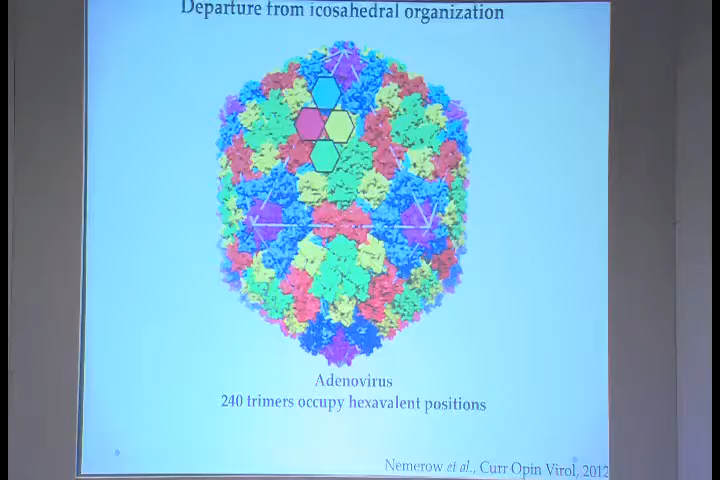 Departure from icosahedral organization
Adenovirus
240 trimers occupy hexavalent positions
Nemerow et al., Curr Opin Virol, 2012